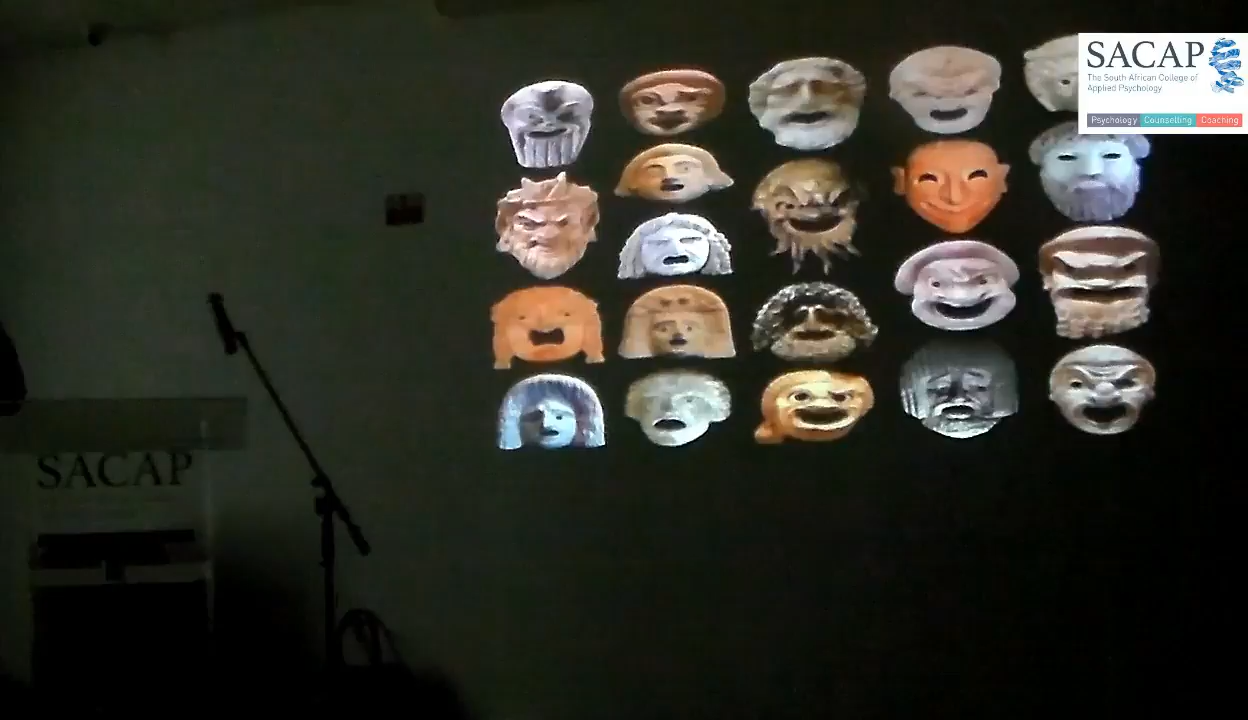 SACAP
The South African College of
Applied Psychology
Psychology Counselling Coaching
SACAP